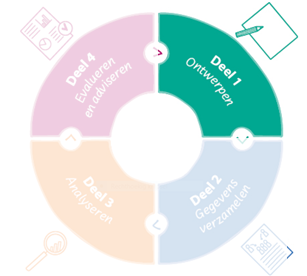 Deel 1
Ontwerpen
Deel 2
Gegevens
verzamelen
Deel 3
Analyseren
Deel 4
Evalueren
en adviseren